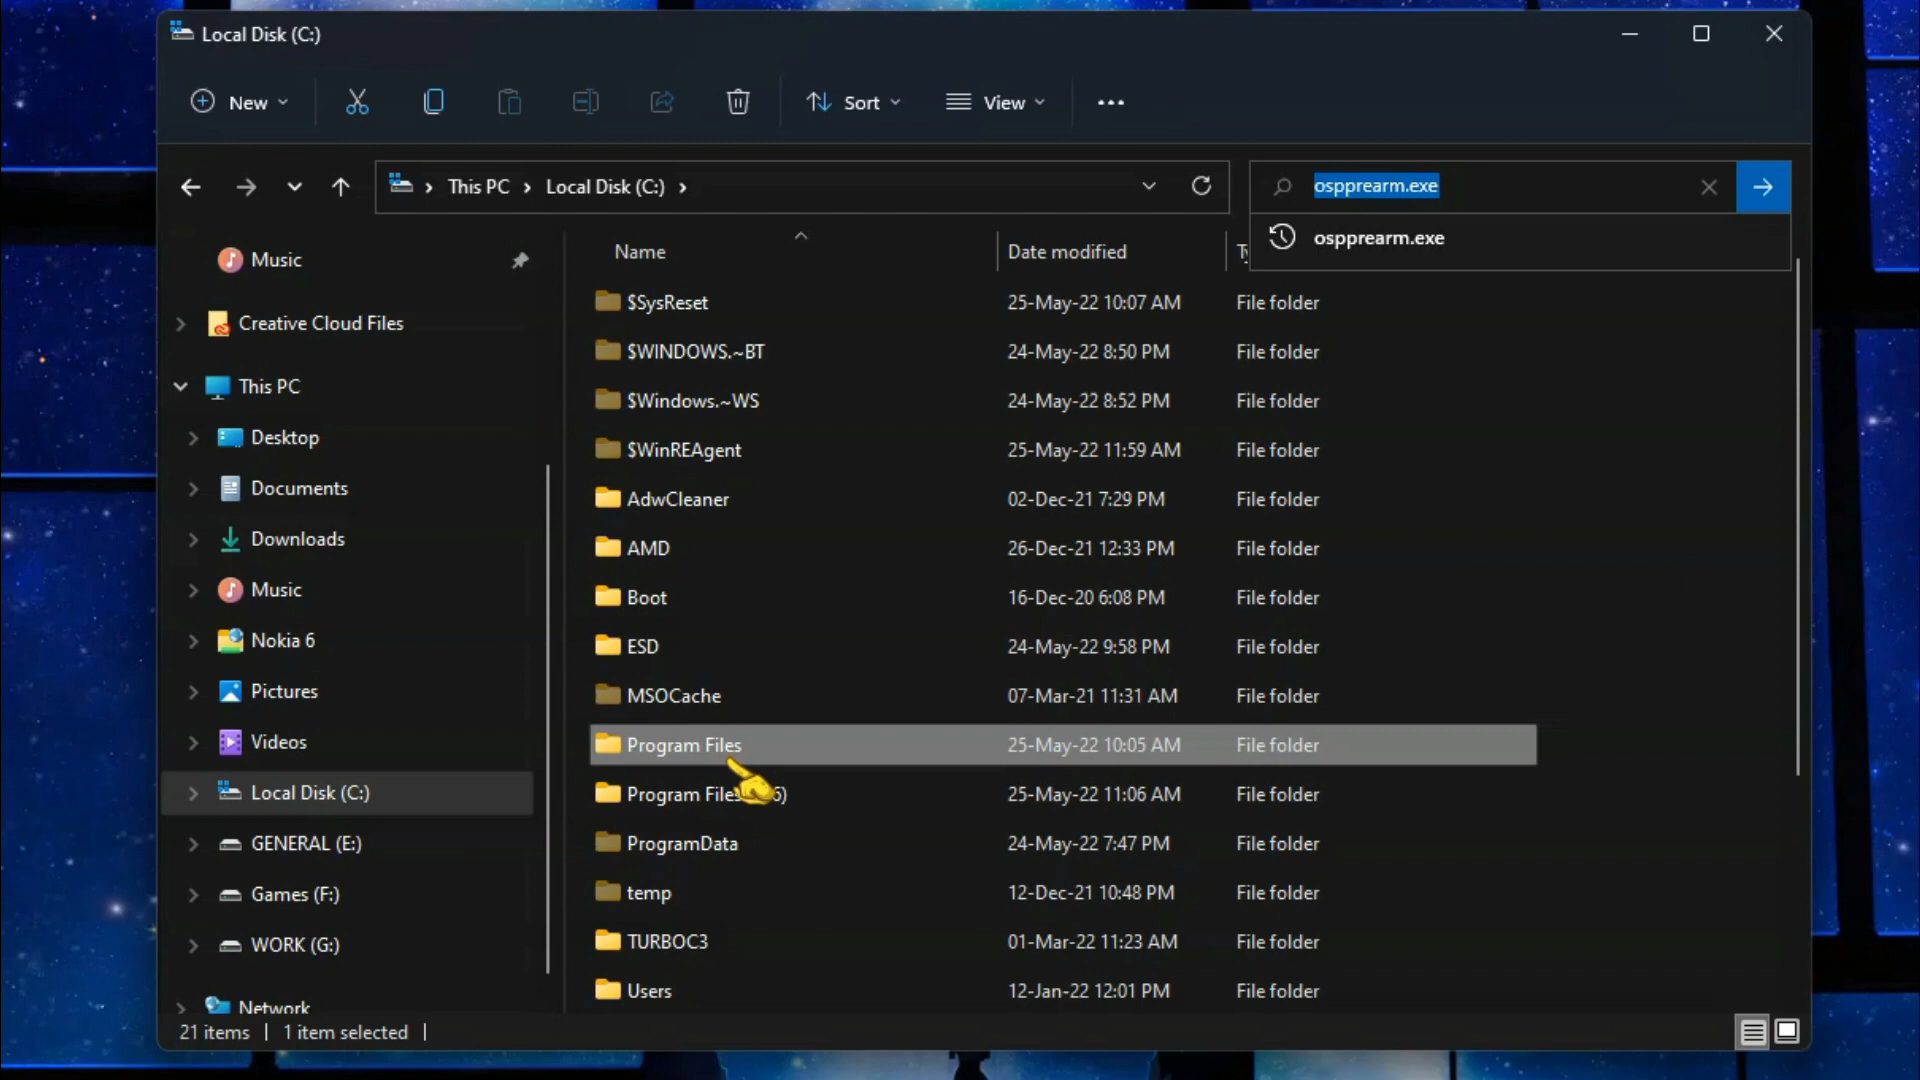 Local Disk (C:)
New
Sort
View
This PC
Local Disk (C:)
ospprearm.exe
ospprearm.exe
Music
Creative Cloud Files
This PC
Desktop
Documents
Downloads
Music
Nokia 6
Pictures
Videos
Local Disk (C:)
GENERAL (E:)
Games (F:)
WORK (G:)
Network
Name Date modified
$SysReset 25-May-22 10:07 AM File folder
$WINDOWS.~BT 24-May-22 8:50 PM File folder
$Windows.~WS 24-May-22 8:52 PM File folder
$WinREAgent 25-May-22 11:59 AM File folder
AdwCleaner 02-Dec-21 7:29 PM File folder
AMD 26-Dec-21 12:33 PM File folder
Boot 16-Dec-20 6:08 PM File folder
ESD 24-May-22 9:58 PM File folder
MSOCache 07-Mar-21 11:31 AM File folder
Program Files 25-May-22 10:05 AM File folder
Program Files 6) 25-May-22 11:06 AM File folder
ProgramData 24-May-22 7:47 PM File folder
temp 12-Dec-21 10:48 PM File folder
TURBOC3 01-Mar-22 11:23 AM File folder
Users 12-Jan-22 12:01 PM File folder
21 items | 1 item selected |